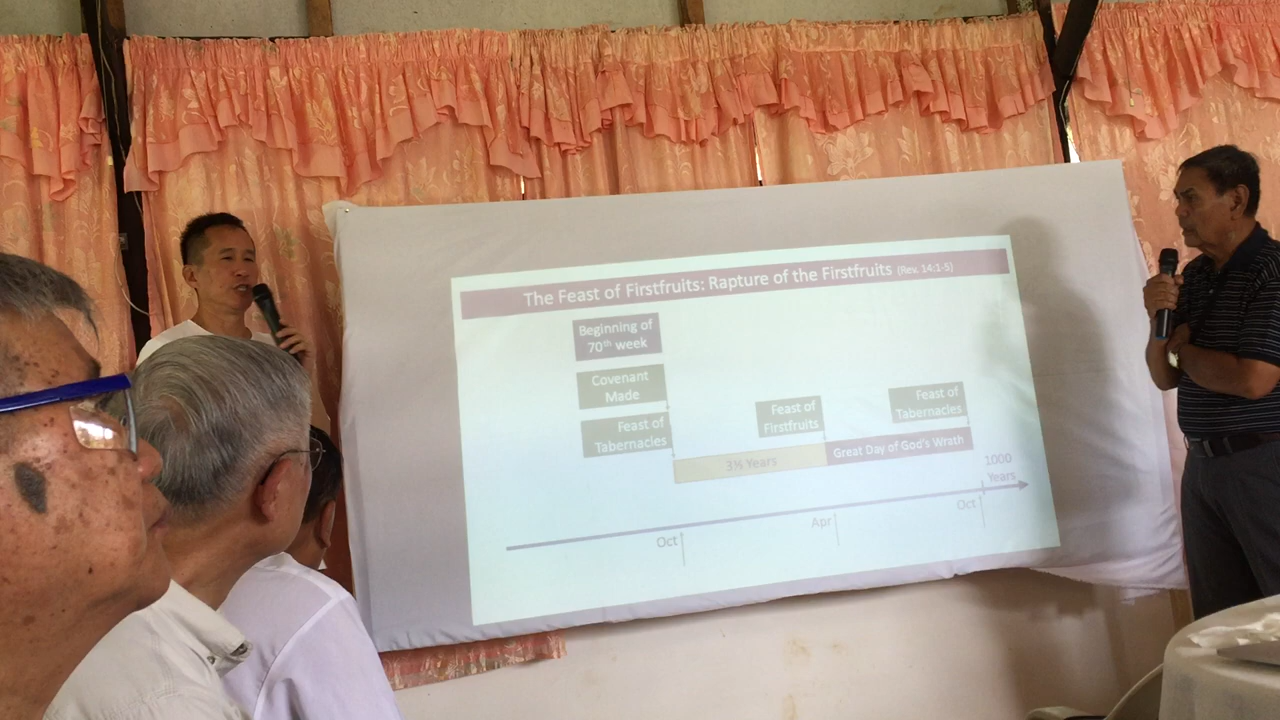 The Feast of Firstfruits: Rapture of the Firstfruits (Rev. 14:1-5)
Beginning of
70th week
Covenant
Made
Feast of
Tabernacles
Feast of
Firstfruits
Feast of
Tabernacles
3½ Years
Great Day of God's Wrath
1000
Years
Oct
Apr
Oct